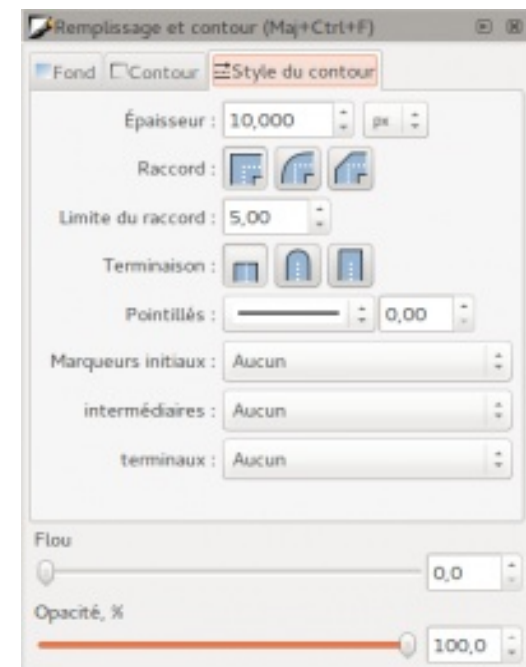 Remplissage et contour (Maj+Ctrl+F)
Fond Contour Style du contour
Épaisseur : 10,000 px
Raccord :
Limite du raccord : 5,00
Terminaison :
Pointillés : 0,00
Marqueurs initiaux : Aucun
intermédiaires : Aucun
terminaux : Aucun
Flou
0,0
Opacité, %
100,0